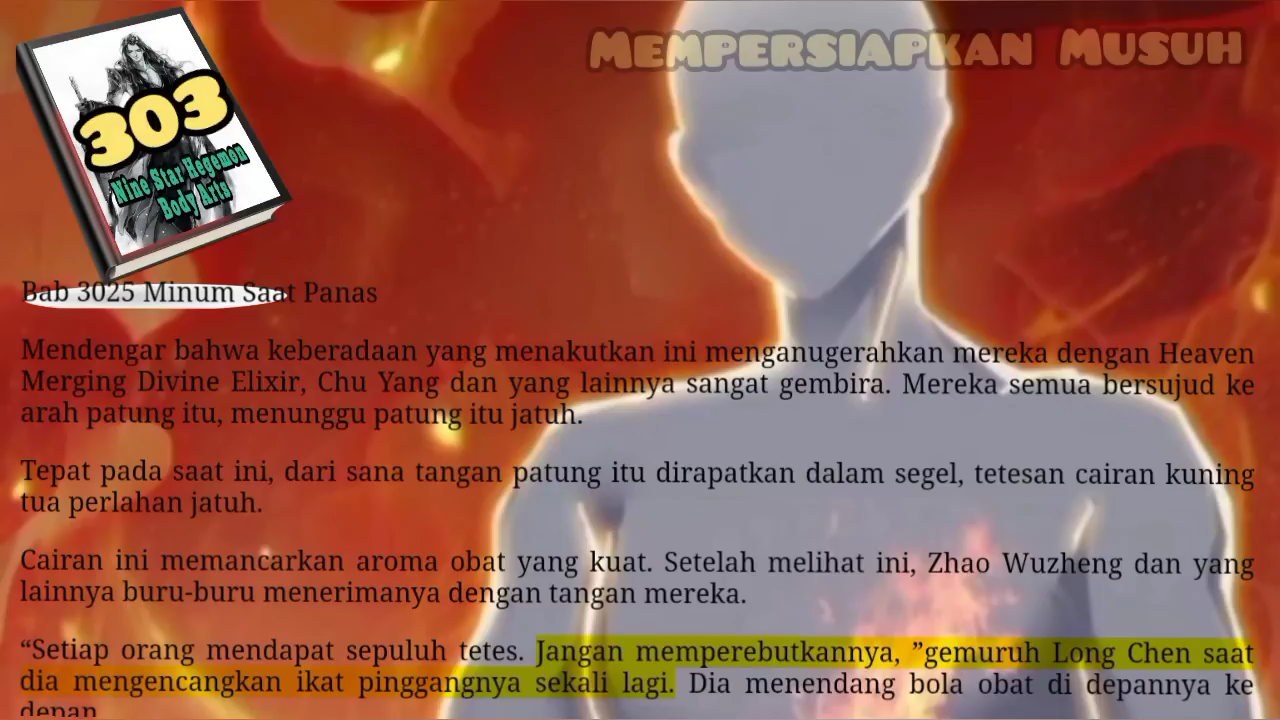 MEMPERSIAPKAN MUSUH
303
Nine Star Hegemon
Body Arts
Bab 3025 Minum Saat Panas
Mendengar bahwa keberadaan yang menakutkan ini menganugerahkan mereka dengan Heaven
Merging Divine Elixir, Chu Yang dan yang lainnya sangat gembira. Mereka semua bersujud ke
arah patung itu, menunggu patung itu jatuh.
Tepat pada saat ini, dari sana tangan patung itu dirapatkan dalam segel, tetesan cairan kuning
tua perlahan jatuh.
Cairan ini memancarkan aroma obat yang kuat. Setelah melihat ini, Zhao Wuzheng dan yang
lainnya buru-buru menerimanya dengan tangan mereka.
“Setiap orang mendapat sepuluh tetes. Jangan memperebutkannya, ”gemuruh Long Chen saat
dia mengencangkan ikat pinggangnya sekali lagi. Dia menendang bola obat di depannya ke
depan